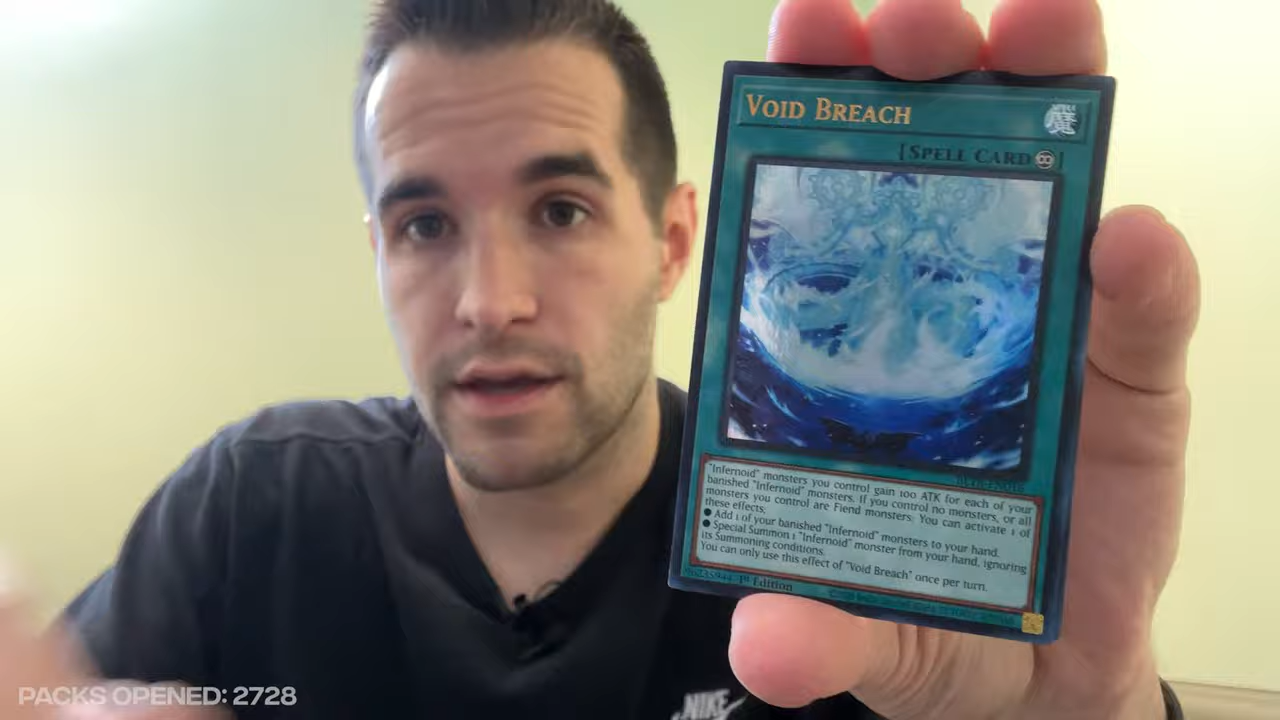 VOID BREACH
[SPELL CARD]
"Infernoid" monsters you control gain 100 ATK for each of your
banished "Infernoid" monsters. If you control no monsters, or all
monsters you control are Fiend monsters: You can activate 1 of
these effects;
● Add 1 of your banished "Infernoid" monsters to your hand.
● Special Summon 1 "Infernoid" monster from your hand, ignoring
its Summoning conditions.
You can only use this effect of "Void Breach" once per turn.
1st Edition
NIKE
PACKS OPENED: 2728